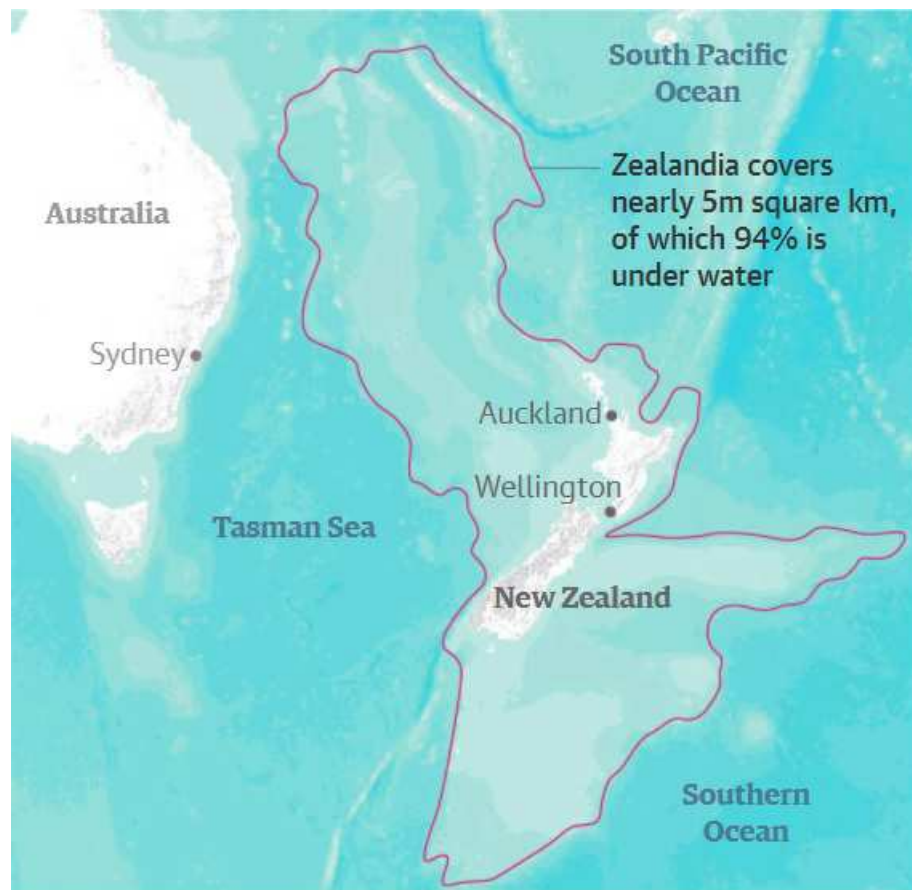 South Pacific
Ocean
Zealandia covers
nearly 5m square km,
of which 94% is
under water
Australia
Sydney
Auckland
Wellington
Tasman Sea
New Zealand
Southern
Ocean